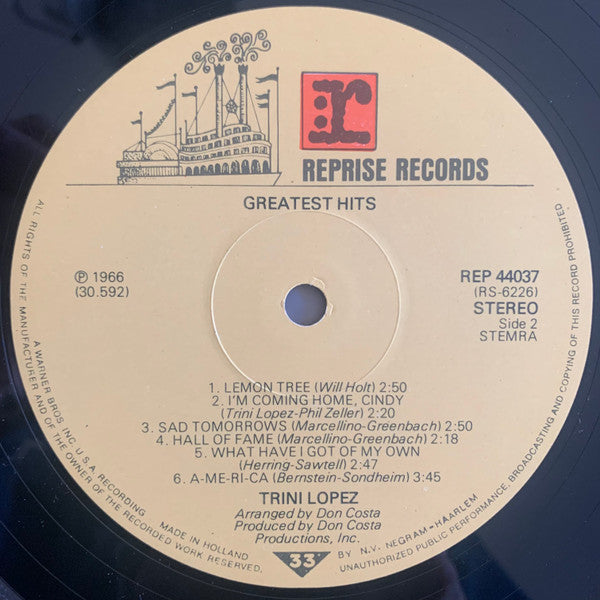 r
REPRISE RECORDS
GREATEST HITS
℗ 1966
(30.592)
REP 44037
(RS-6226)
STEREO
Side 2
STEMRA
1. LEMON TREE (Will Holt) 2:50
2. I'M COMING HOME, CINDY
(Trini Lopez-Phil Zeller) 2:20
3. SAD TOMORROWS (Marcellino-Greenbach) 2:50
4. HALL OF FAME (Marcellino-Greenbach) 2:18
5. WHAT HAVE I GOT OF MY OWN
(Herring-Sawtell) 2:47
6. A-ME-RI-CA (Bernstein-Sondheim) 3:45
TRINI LOPEZ
Arranged by Don Costa
Produced by Don Costa
Productions, Inc.
33
ALL RIGHTS OF THE MANUFACTURER AND OF THE OWNER OF THE RECORDED WORK RESERVED.
A WARNER BROS. INC. U.S.A. RECORDING
MADE IN HOLLAND
BY N.V. NEGRAM-HAARLEM
UNAUTHORIZED PUBLIC PERFORMANCE, BROADCASTING AND COPYING OF THIS RECORD PROHIBITED.